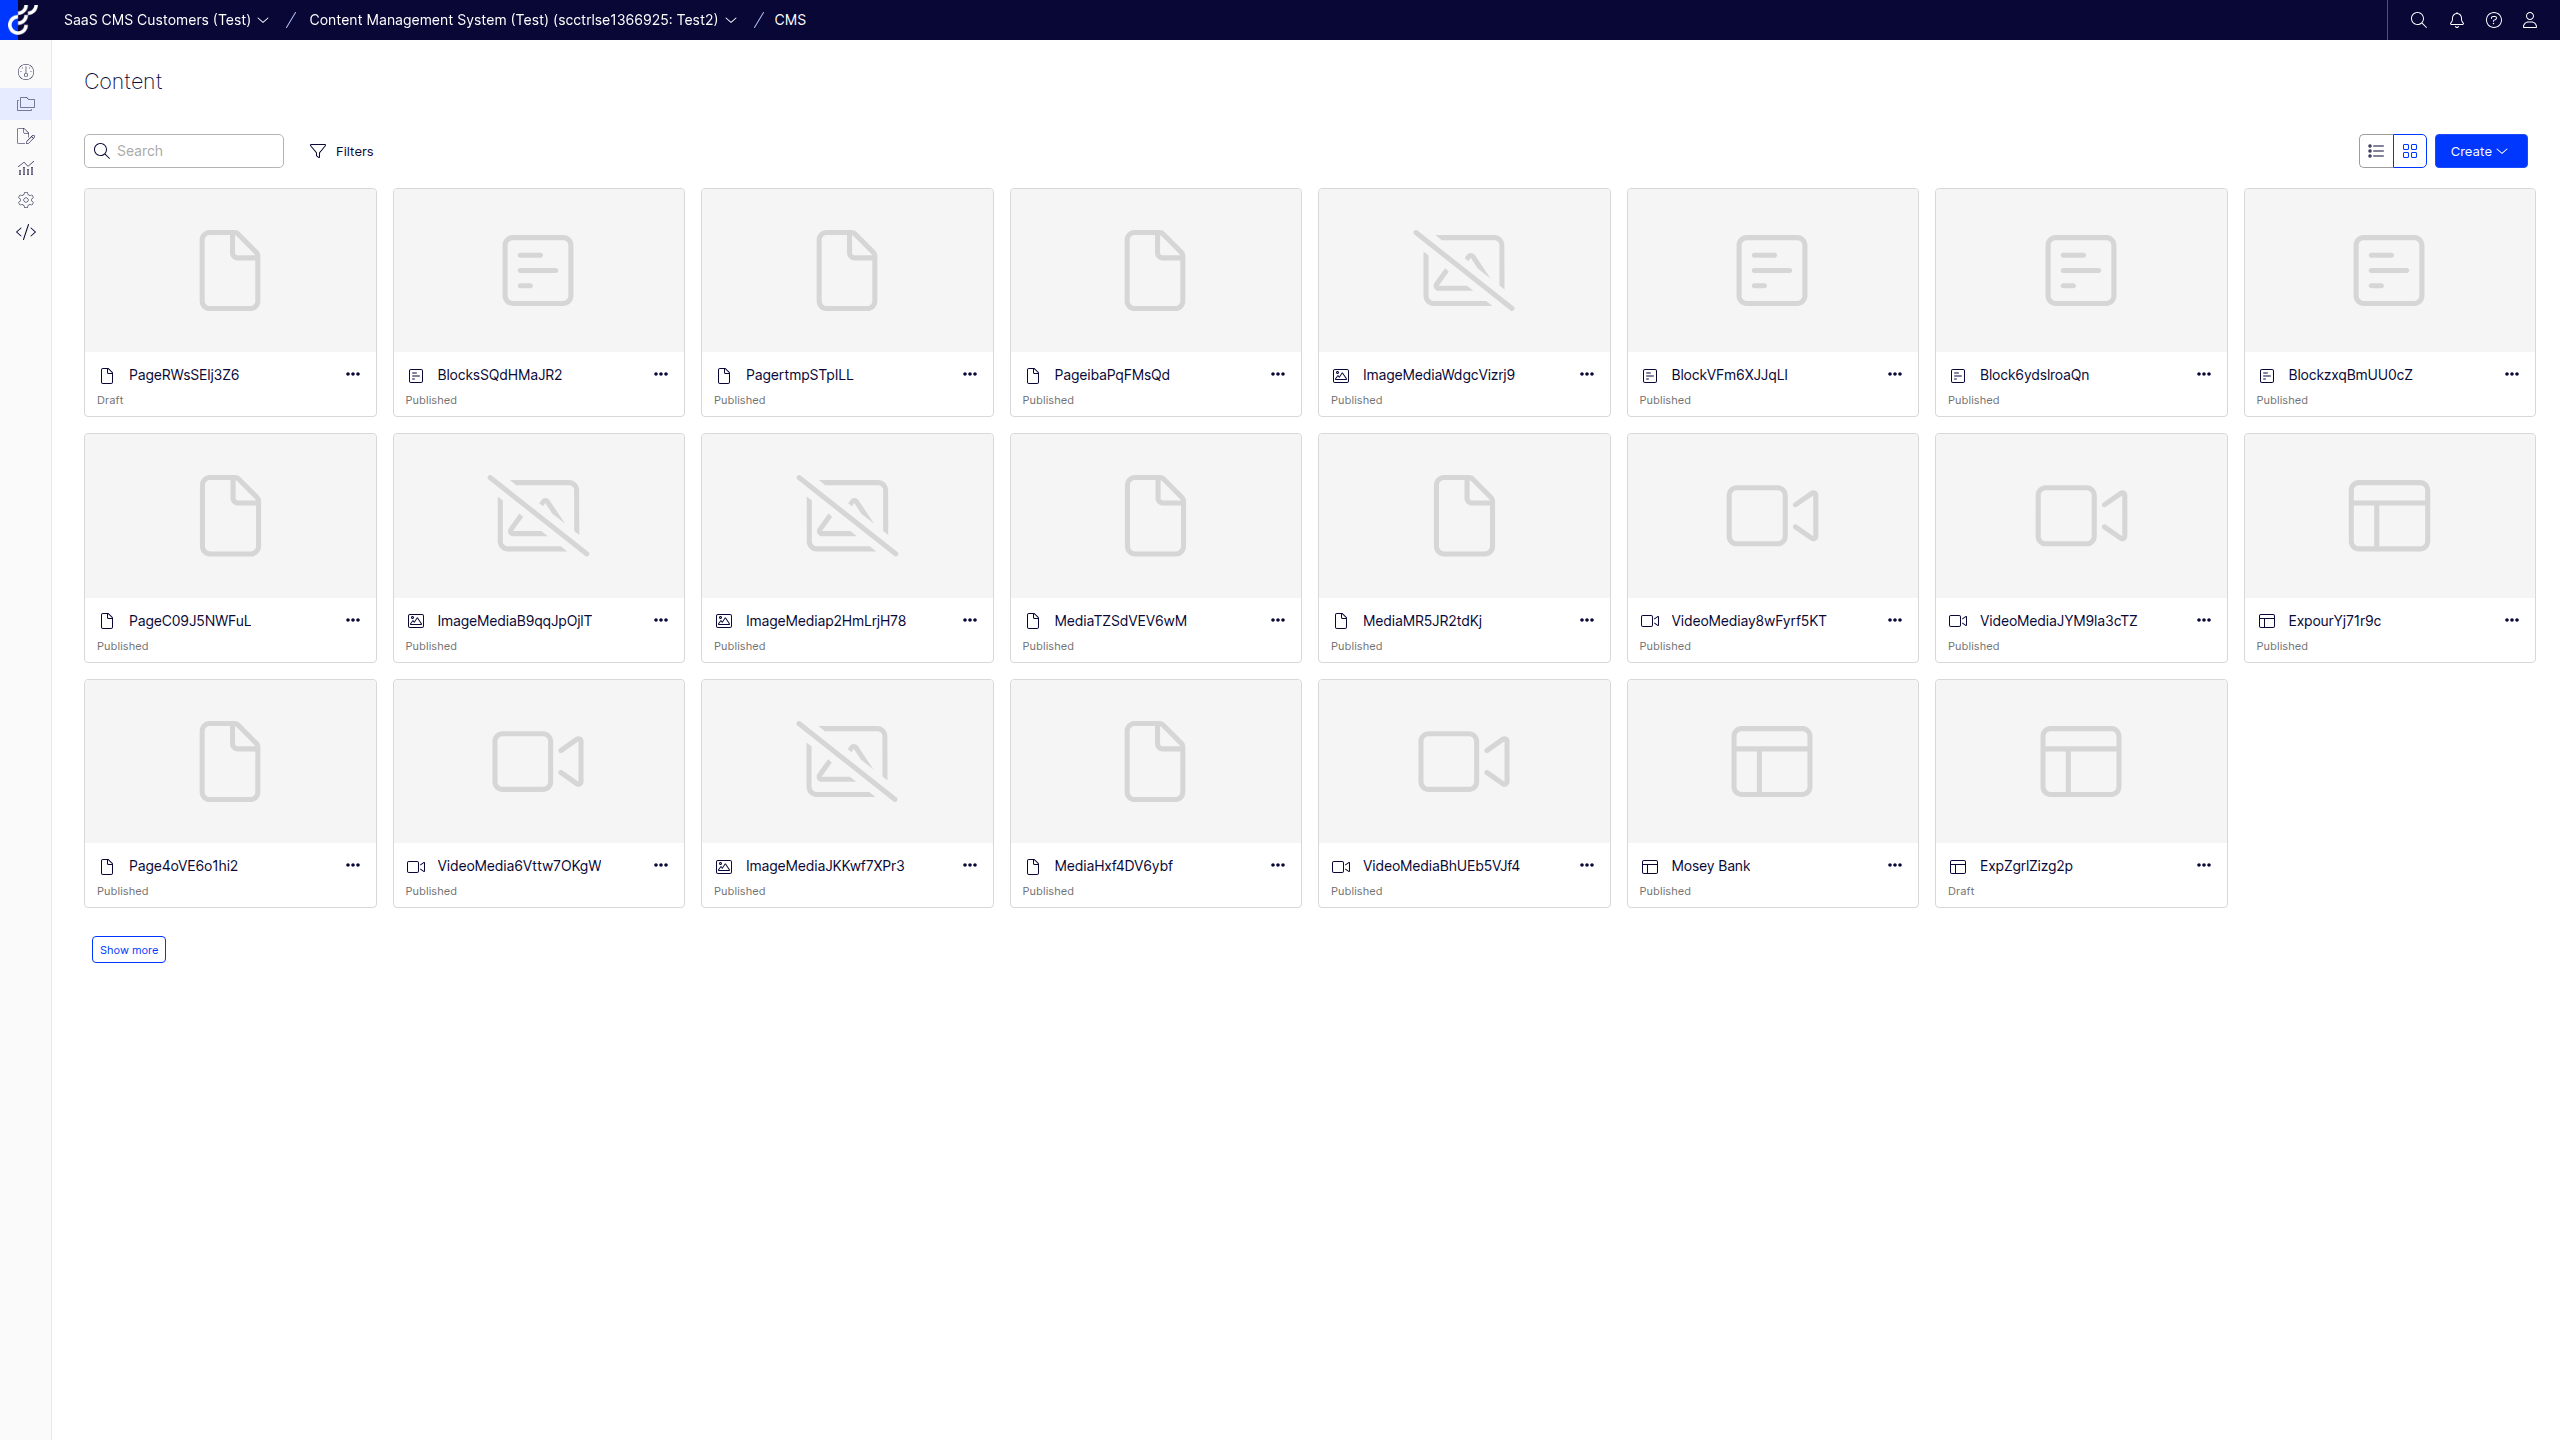 SaaS CMS Customers (Test) / Content Management System (Test) (scctrlse1366925: Test2) / CMS
Content
Search Filters Create
PageRWsSElj3Z6 BlocksSQdHMaJR2 PagertmpSTpILL PageibaPqFMsQd ImageMediaWdgcVizrj9 BlockVFm6XJJqLI Block6ydslroaQn BlockzxqBmUU0cZ
Draft Published Published Published Published Published Published Published
PageC09J5NWFuL ImageMediaB9qqJpOjlT ImageMediap2HmLrjH78 MediaTZSdVEV6wM MediaMR5JR2tdKj VideoMediay8wFyrf5KT VideoMediaJYM9la3cTZ ExpourYj71r9c
Published Published Published Published Published Published Published Published
Page4oVE6o1hi2 VideoMedia6Vttw7OKgW ImageMediaJKKwf7XPr3 MediaHxf4DV6ybf VideoMediaBhUEb5VJf4 Mosey Bank ExpZgrlZizg2p
Published Published Published Published Published Published Draft
Show more